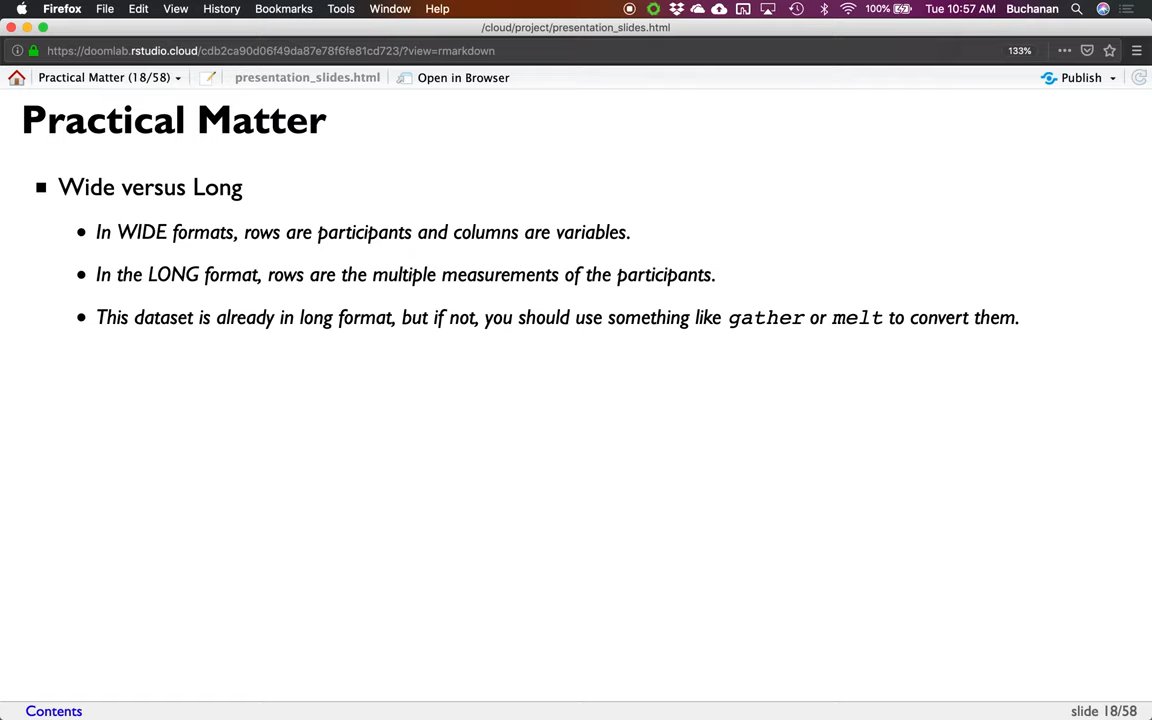 Firefox File Edit View History Bookmarks Tools Window Help 100% Tue 10:57 AM Buchanan
/cloud/project/presentation_slides.html
https://doomlab.rstudio.cloud/cdb2ca90d06f49da87e78f6fe81cd723/?view=rmarkdown 133%
Practical Matter (18/58) presentation_slides.html Open in Browser Publish
Practical Matter
Wide versus Long
In WIDE formats, rows are participants and columns are variables.
In the LONG format, rows are the multiple measurements of the participants.
This dataset is already in long format, but if not, you should use something like gather or melt to convert them.
Contents slide 18/58